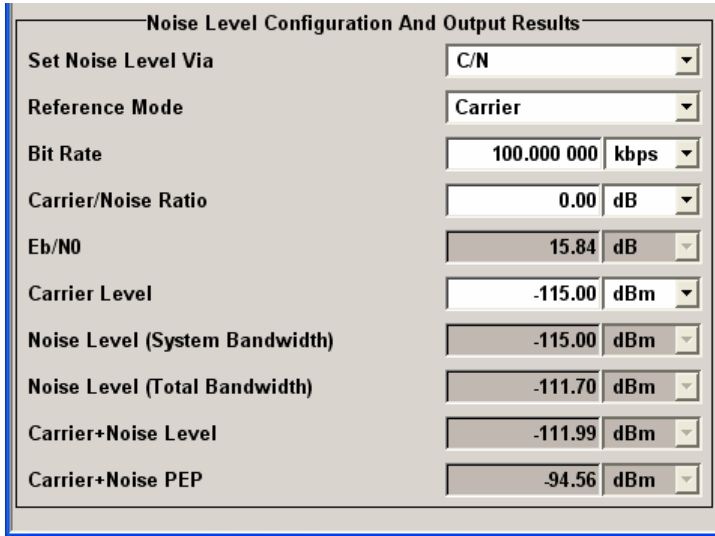 Noise Level Configuration And Output Results
Set Noise Level Via C/N
Reference Mode Carrier
Bit Rate 100.000 000 kbps
Carrier/Noise Ratio 0.00 dB
Eb/N0 15.84 dB
Carrier Level -115.00 dBm
Noise Level (System Bandwidth) -115.00 dBm
Noise Level (Total Bandwidth) -111.70 dBm
Carrier+Noise Level -111.99 dBm
Carrier+Noise PEP -94.56 dBm